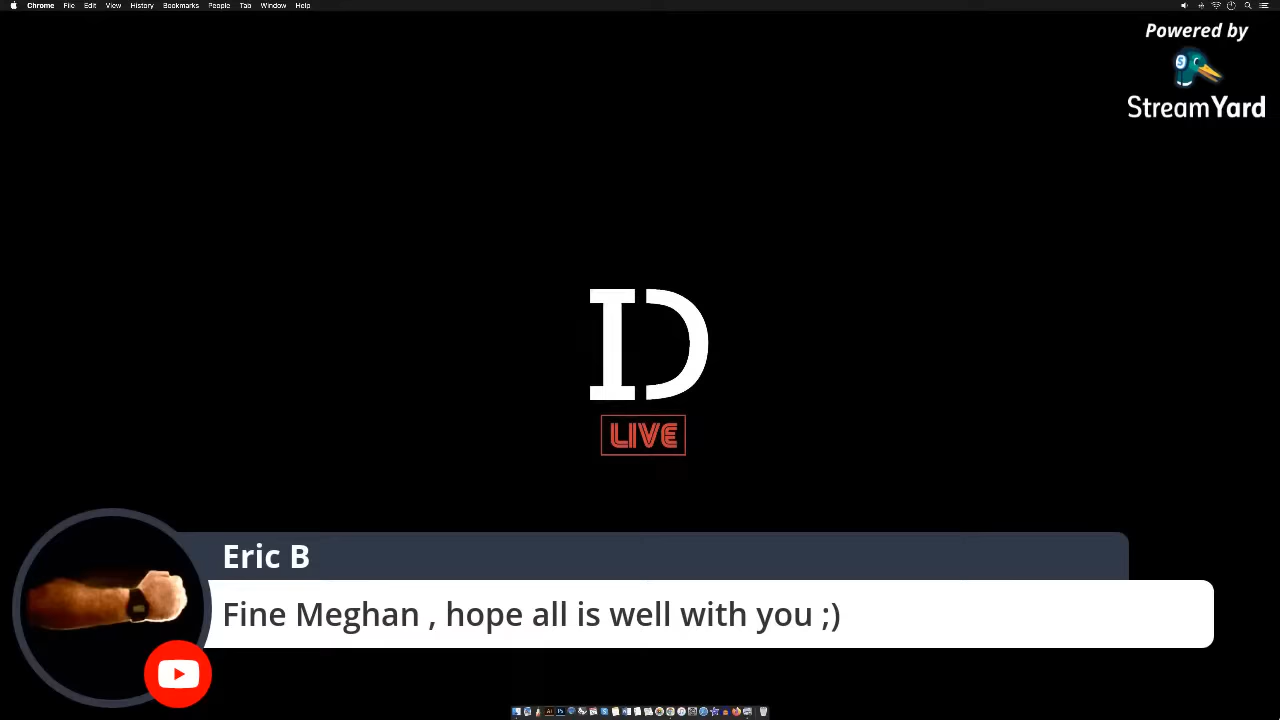 Chrome File Edit View History Bookmarks People Tab Window Help
Powered by
StreamYard
ID
LIVE
Eric B
Fine Meghan , hope all is well with you ;)